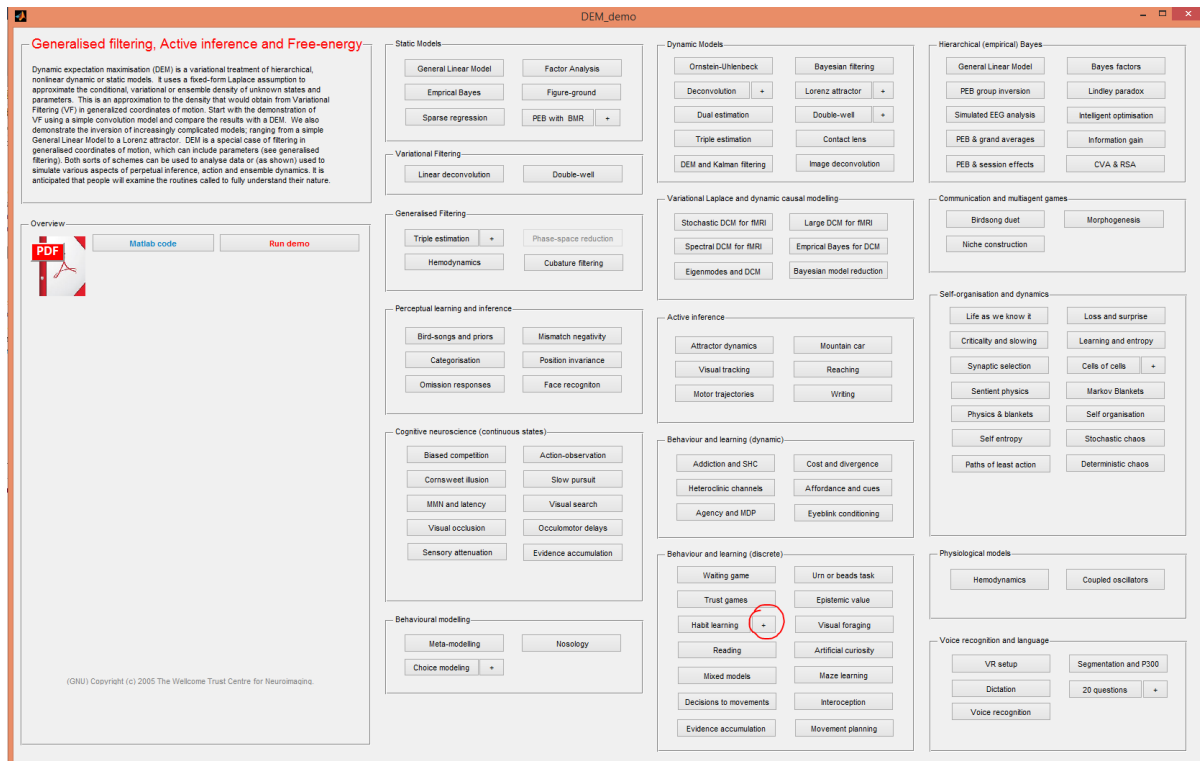 DEM_demo
Generalised filtering, Active inference and Free-energy
Dynamic expectation maximisation (DEM) is a variational treatment of hierarchical,
nonlinear dynamic or static models. It uses a fixed-form Laplace assumption to
approximate the conditional, variational or ensemble density of unknown states and
parameters. This is an approximation to the density that would obtain from Variational
Filtering (VF) in generalized coordinates of motion. Start with the demonstration of
VF using a simple convolution model and compare the results with a DEM. We also
demonstrate the inversion of increasingly complicated models; ranging from a simple
General Linear Model to a Lorenz attractor. DEM is a special case of filtering in
generalised coordinates of motion, which can include parameters (see generalised
filtering). Both sorts of schemes can be used to analyse data or (as shown) used to
simulate various aspects of perpetual inference, action and ensemble dynamics. It is
anticipated that people will examine the routines called to fully understand their nature.
Overview
PDF
Matlab code
Run demo
(GNU) Copyright (c) 2005 The Wellcome Trust Centre for Neuroimaging.
Static Models
General Linear Model
Factor Analysis
Emprical Bayes
Figure-ground
Sparse regression
PEB with BMR +
Variational Filtering
Linear deconvolution
Double-well
Generalised Filtering
Triple estimation +
Phase-space reduction
Hemodynamics
Cubature filtering
Perceptual learning and inference
Bird-songs and priors
Mismatch negativity
Categorisation
Position invariance
Omission responses
Face recogniton
Cognitive neuroscience (continuous states)
Biased competition
Action-observation
Cornsweet illusion
Slow pursuit
MMN and latency
Visual search
Visual occlusion
Occulomotor delays
Sensory attenuation
Evidence accumulation
Behavioural modelling
Meta-modelling
Nosology
Choice modeling +
Dynamic Models
Ornstein-Uhlenbeck
Bayesian filtering
Deconvolution +
Lorenz attractor +
Dual estimation
Double-well +
Triple estimation
Contact lens
DEM and Kalman filtering
Image deconvolution
Variational Laplace and dynamic causal modelling
Stochastic DCM for fMRI
Large DCM for fMRI
Spectral DCM for fMRI
Emprical Bayes for DCM
Eigenmodes and DCM
Bayesian model reduction
Active inference
Attractor dynamics
Mountain car
Visual tracking
Reaching
Motor trajectories
Writing
Behaviour and learning (dynamic)
Addiction and SHC
Cost and divergence
Heteroclinic channels
Affordance and cues
Agency and MDP
Eyeblink conditioning
Behaviour and learning (discrete)
Waiting game
Urn or beads task
Trust games
Epistemic value
Habit learning +
Visual foraging
Reading
Artificial curiosity
Mixed models
Maze learning
Decisions to movements
Interoception
Evidence accumulation
Movement planning
Hierarchical (empirical) Bayes
General Linear Model
Bayes factors
PEB group inversion
Lindley paradox
Simulated EEG analysis
Intelligent optimisation
PEB & grand averages
Information gain
PEB & session effects
CVA & RSA
Communication and multiagent games
Birdsong duet
Morphogenesis
Niche construction
Self-organisation and dynamics
Life as we know it
Loss and surprise
Criticality and slowing
Learning and entropy
Synaptic selection
Cells of cells +
Sentient physics
Markov Blankets
Physics & blankets
Self organisation
Self entropy
Stochastic chaos
Paths of least action
Deterministic chaos
Physiological models
Hemodynamics
Coupled oscillators
Voice recognition and language
VR setup
Segmentation and P300
Dictation
20 questions +
Voice recognition